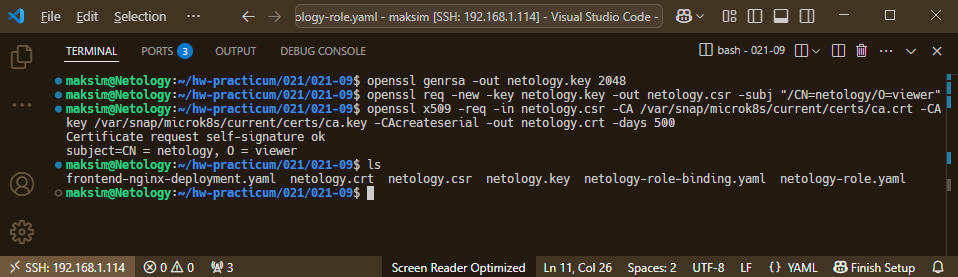 File Edit … ology-role.yaml - maksim [SSH: 192.168.1.114] - Visual Studio Code -
TERMINAL PORTS 3 OUTPUT DEBUG CONSOLE bash - 021-09
maksim@Netology:~/hw-practicum/021/021-09$ openssl genrsa -out netology.key 2048
maksim@Netology:~/hw-practicum/021/021-09$ openssl req -new -key netology.key -out netology.csr -subj "/CN=netology/O=viewer"
maksim@Netology:~/hw-practicum/021/021-09$ openssl x509 -req -in netology.csr -CA /var/snap/microk8s/current/certs/ca.crt -CA
key /var/snap/microk8s/current/certs/ca.key -CAcreateserial -out netology.crt -days 500
Certificate request self-signature ok
subject=CN = netology, O = viewer
maksim@Netology:~/hw-practicum/021/021-09$ ls
frontend-nginx-deployment.yaml netology.crt netology.csr netology.key netology-role-binding.yaml netology-role.yaml
maksim@Netology:~/hw-practicum/021/021-09$
SSH: 192.168.1.114 0 0 3 Screen Reader Optimized Ln 11, Col 26 Spaces: 2 UTF-8 LF {} YAML Finish Setup